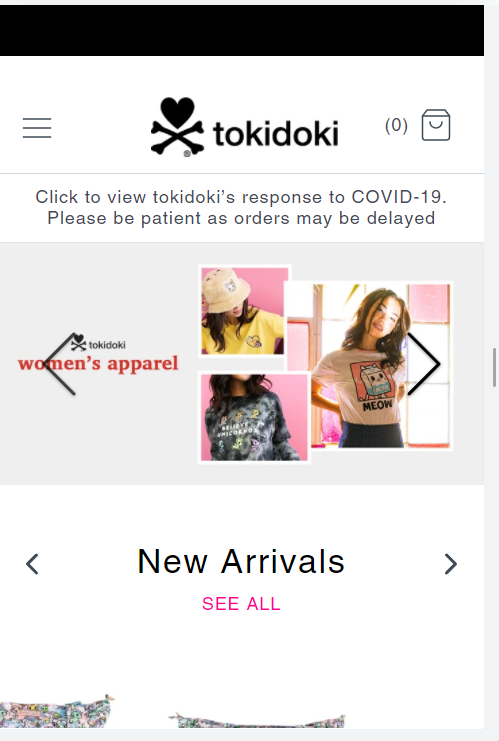 tokidoki
®
(0)
Click to view tokidoki’s response to COVID-19.
Please be patient as orders may be delayed
tokidoki
women's apparel
BELIEVE
UNICORNS
MEOW
New Arrivals
SEE ALL